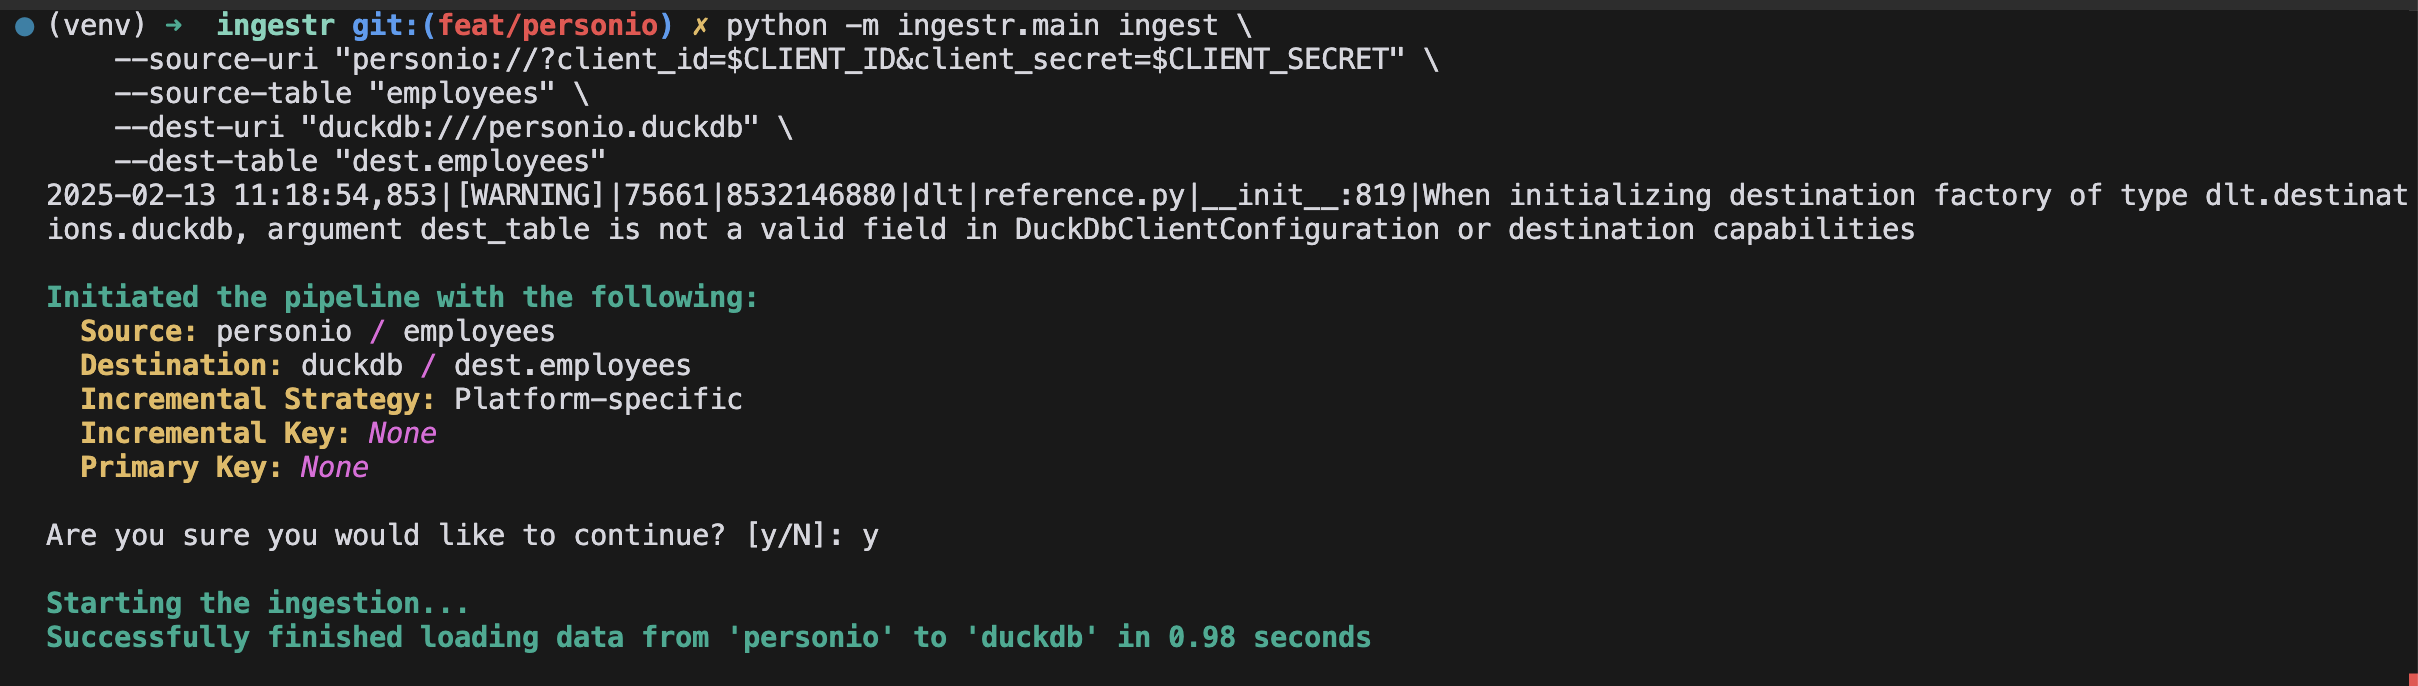 (venv) ➜ ingestr git:(feat/personio) ✗ python -m ingestr.main ingest \
--source-uri "personio://?client_id=$CLIENT_ID&client_secret=$CLIENT_SECRET" \
--source-table "employees" \
--dest-uri "duckdb:///personio.duckdb" \
--dest-table "dest.employees"
2025-02-13 11:18:54,853|[WARNING]|75661|8532146880|dlt|reference.py|__init__:819|When initializing destination factory of type dlt.destinat
ions.duckdb, argument dest_table is not a valid field in DuckDbClientConfiguration or destination capabilities
Initiated the pipeline with the following:
Source: personio / employees
Destination: duckdb / dest.employees
Incremental Strategy: Platform-specific
Incremental Key: None
Primary Key: None
Are you sure you would like to continue? [y/N]: y
Starting the ingestion...
Successfully finished loading data from 'personio' to 'duckdb' in 0.98 seconds